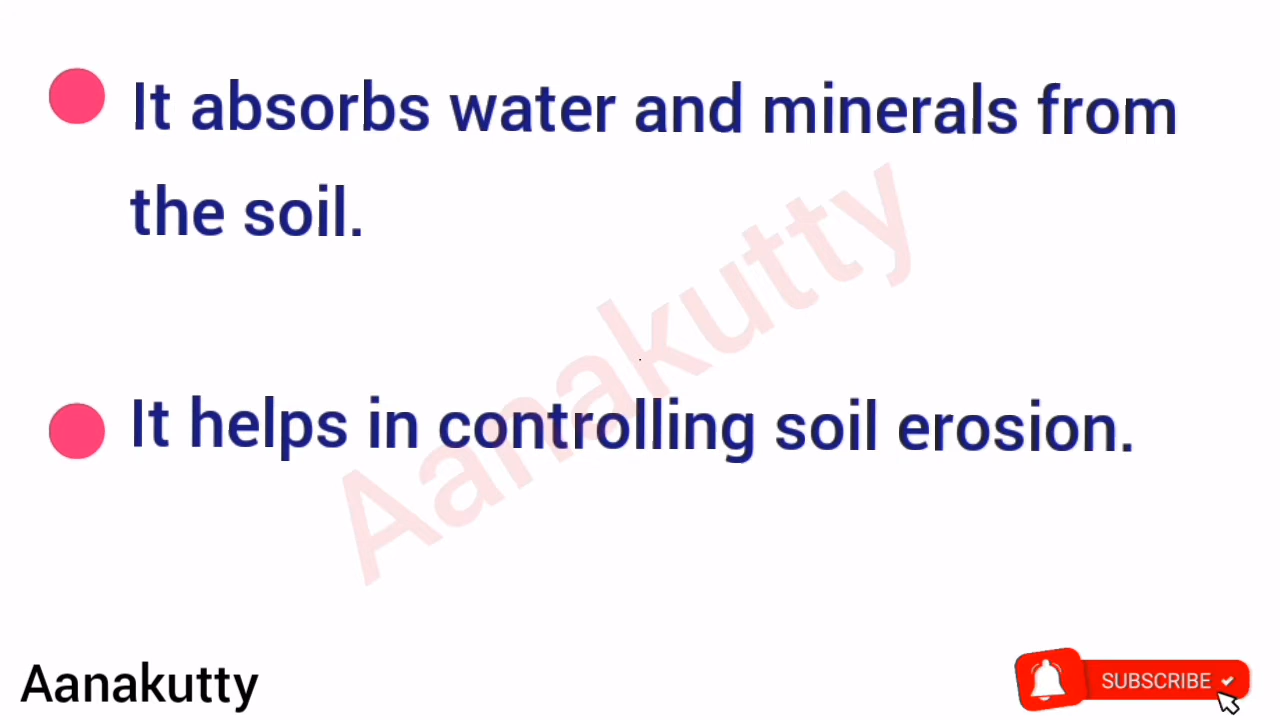 It absorbs water and minerals from
the soil.
It helps in controlling soil erosion.
Aanakutty
Aanakutty
SUBSCRIBE